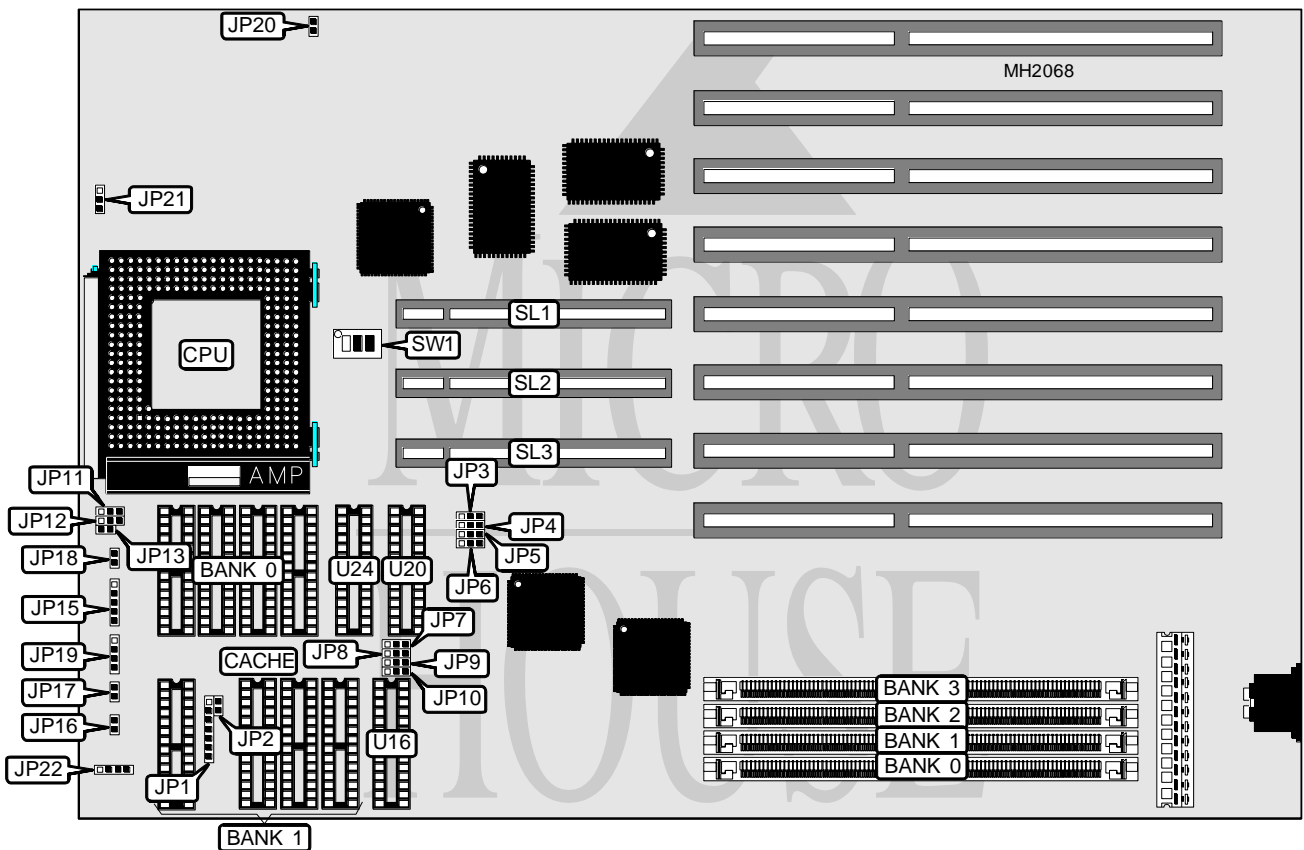 JP20
MH2068
JP21
SL1
CPU
SW1
SL2
SL3
AMP
JP3
JP11
JP12
JP4
JP13
JP5
JP18
BANK 0
U24
U20
JP6
JP15
JP7
JP8
JP19
CACHE
JP9
JP17
JP10
BANK 3
JP16
BANK 2
JP2
U16
BANK 1
JP22
BANK 0
JP1
BANK 1
MICRO
HOUSE